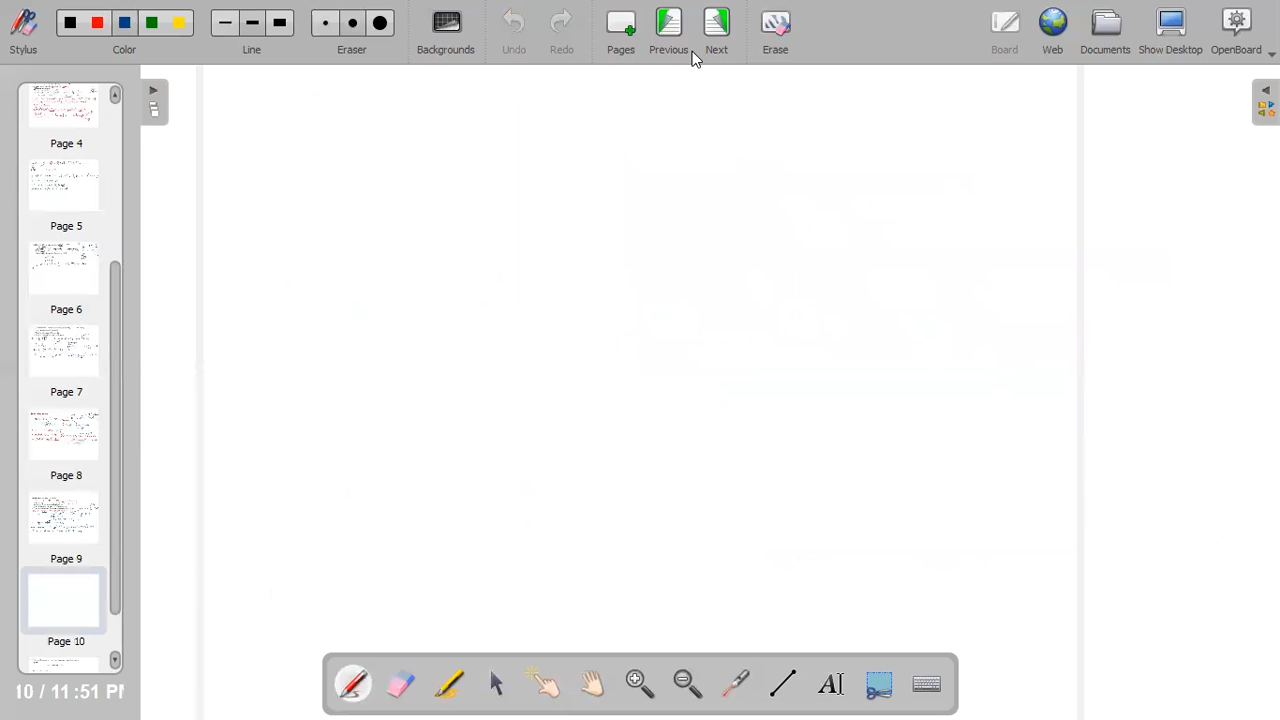 Stylus
Color
Line
Eraser
Backgrounds
Undo
Redo
Pages
Previous
Next
Erase
Board
Web
Documents
Show Desktop
OpenBoard
Page 4
Page 5
Page 6
Page 7
Page 8
Page 9
Page 10
10 / 11:51
AI